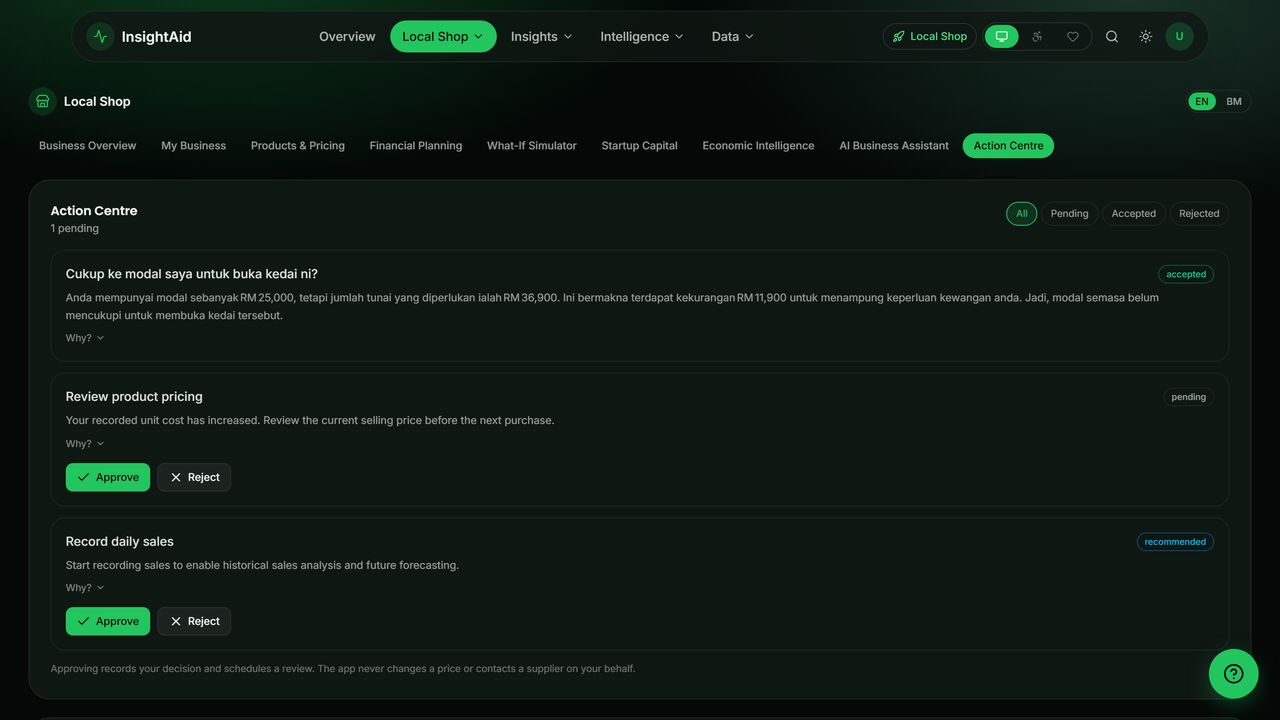 InsightAid
Overview
Local Shop
Insights
Intelligence
Data
Local Shop
U
Local Shop
EN
BM
Business Overview
My Business
Products & Pricing
Financial Planning
What-If Simulator
Startup Capital
Economic Intelligence
AI Business Assistant
Action Centre
Action Centre
1 pending
All
Pending
Accepted
Rejected
Cukup ke modal saya untuk buka kedai ni?
accepted
Anda mempunyai modal sebanyak RM 25,000, tetapi jumlah tunai yang diperlukan ialah RM 36,900. Ini bermakna terdapat kekurangan RM 11,900 untuk menampung keperluan kewangan anda. Jadi, modal semasa belum
mencukupi untuk membuka kedai tersebut.
Why?
Review product pricing
pending
Your recorded unit cost has increased. Review the current selling price before the next purchase.
Why?
Approve
Reject
Record daily sales
recommended
Start recording sales to enable historical sales analysis and future forecasting.
Why?
Approve
Reject
Approving records your decision and schedules a review. The app never changes a price or contacts a supplier on your behalf.